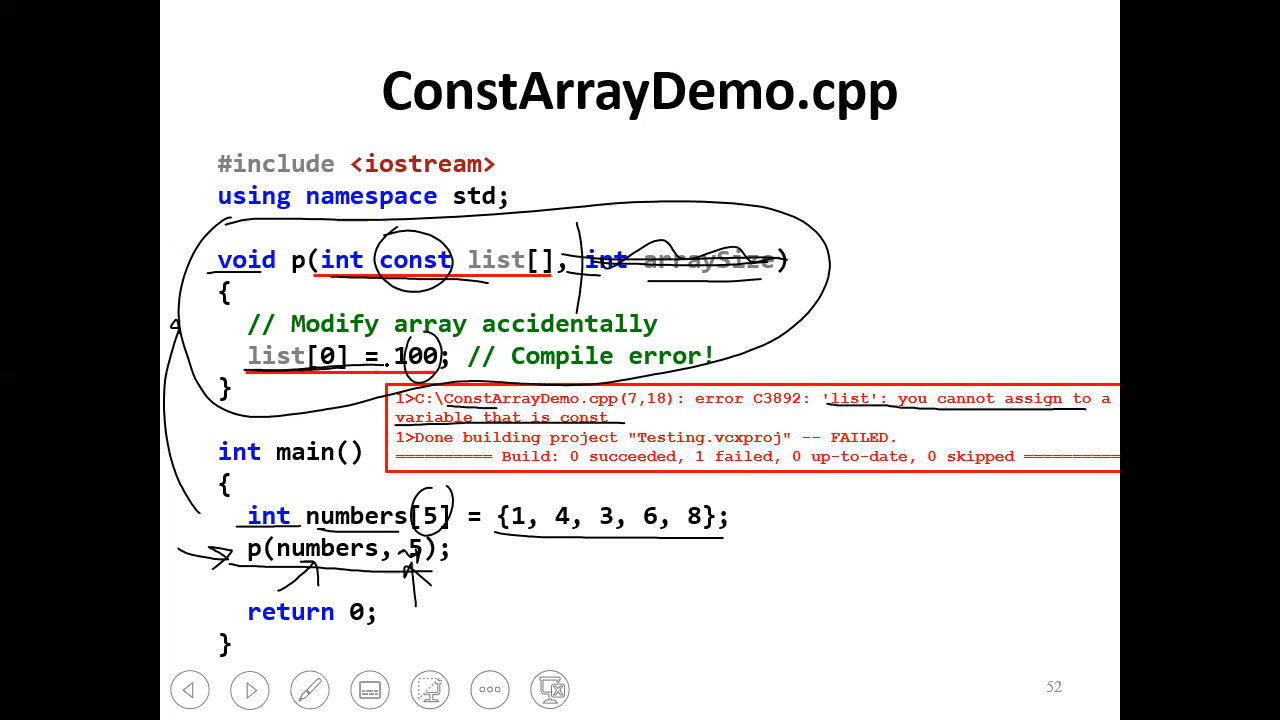 ConstArrayDemo.cpp
#include <iostream>
using namespace std;
void p(int const list[], int arraySize)
{
// Modify array accidentally
list[0] = 100; // Compile error!
}
1>C:\ConstArrayDemo.cpp(7,18): error C3892: 'list': you cannot assign to a
variable that is const
1>Done building project "Testing.vcxproj" -- FAILED.
========== Build: 0 succeeded, 1 failed, 0 up-to-date, 0 skipped ==========
int main()
{
int numbers[5] = {1, 4, 3, 6, 8};
p(numbers, 5);
return 0;
}
52